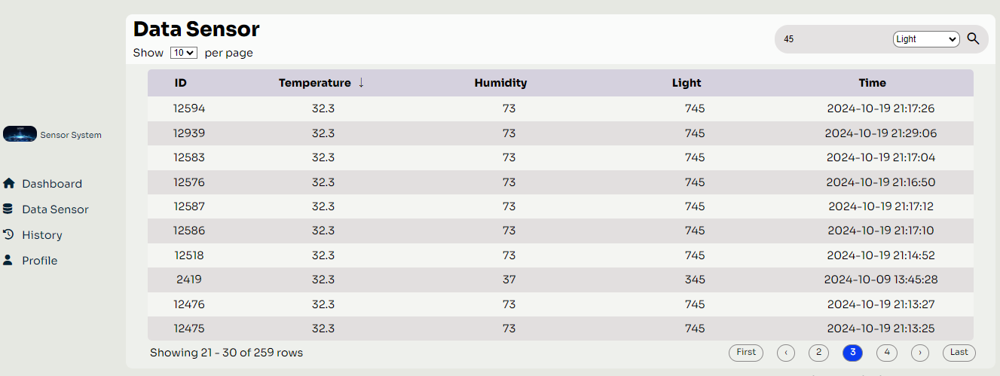 Data Sensor
Show 10 per page
45 Light
Sensor System
Dashboard
Data Sensor
History
Profile
ID Temperature ↓ Humidity Light Time
12594 32.3 73 745 2024-10-19 21:17:26
12939 32.3 73 745 2024-10-19 21:29:06
12583 32.3 73 745 2024-10-19 21:17:04
12576 32.3 73 745 2024-10-19 21:16:50
12587 32.3 73 745 2024-10-19 21:17:12
12586 32.3 73 745 2024-10-19 21:17:10
12518 32.3 73 745 2024-10-19 21:14:52
2419 32.3 37 345 2024-10-09 13:45:28
12476 32.3 73 745 2024-10-19 21:13:27
12475 32.3 73 745 2024-10-19 21:13:25
Showing 21 - 30 of 259 rows
First ‹ 2 3 4 › Last